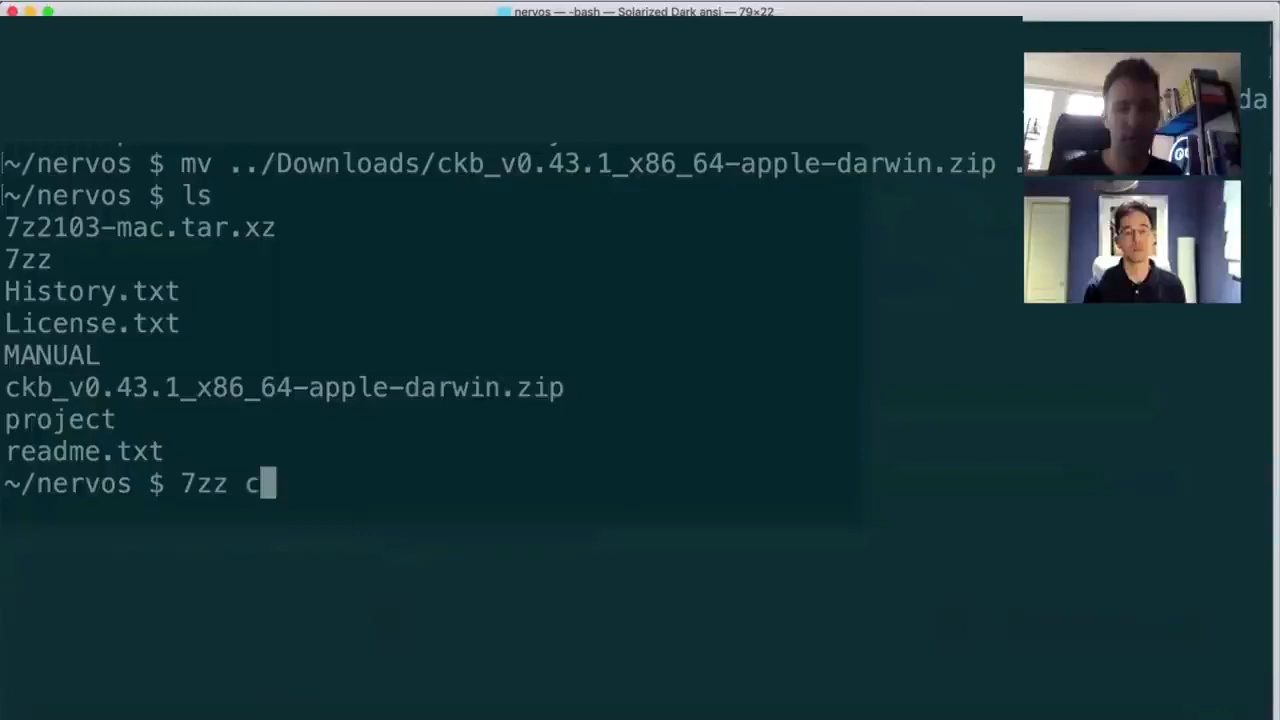 nervos — -bash — Solarized Dark ansi — 79×22
da
~/nervos $ mv ../Downloads/ckb_v0.43.1_x86_64-apple-darwin.zip .
~/nervos $ ls
7z2103-mac.tar.xz
7zz
History.txt
License.txt
MANUAL
ckb_v0.43.1_x86_64-apple-darwin.zip
project
readme.txt
~/nervos $ 7zz c